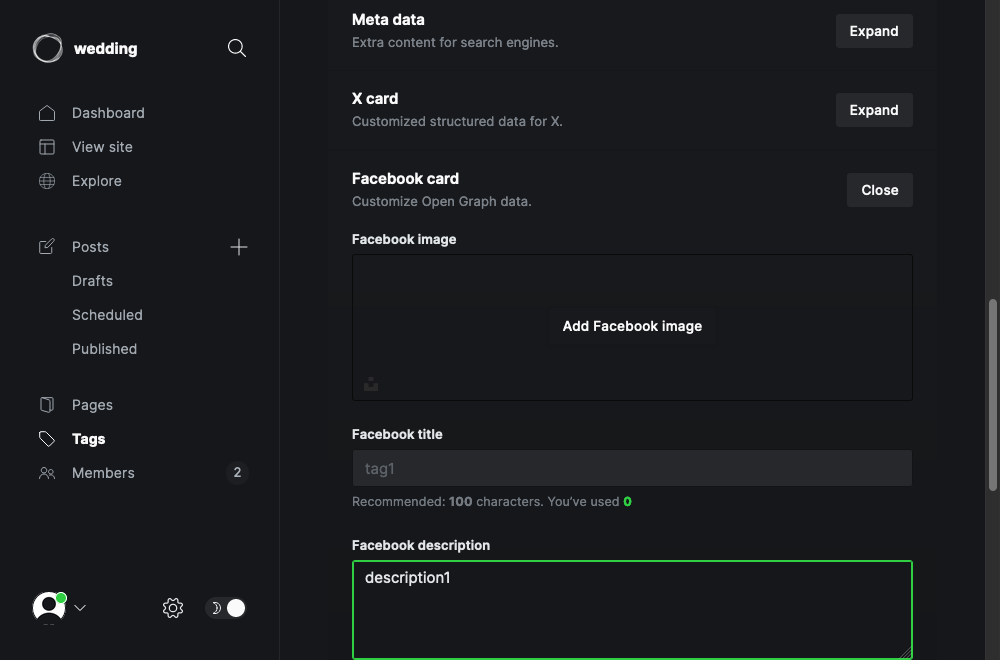 wedding
Dashboard
View site
Explore
Posts
Drafts
Scheduled
Published
Pages
Tags
Members
2
Meta data
Extra content for search engines.
Expand
X card
Customized structured data for X.
Expand
Facebook card
Customize Open Graph data.
Close
Facebook image
Add Facebook image
Facebook title
tag1
Recommended: 100 characters. You’ve used 0
Facebook description
description1